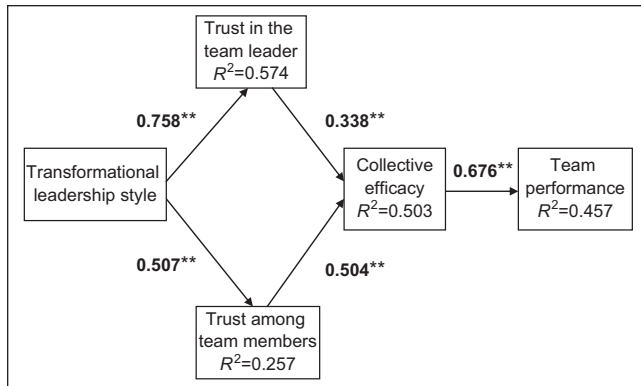 Trust in the
team leader
R²=0.574
0.758**
0.338**
Transformational
leadership style
Collective
efficacy
R²=0.503
0.676**
Team
performance
R²=0.457
0.507**
0.504**
Trust among
team members
R²=0.257